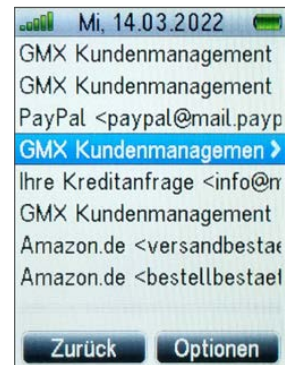 Mi, 14.03.2022
GMX Kundenmanagement
GMX Kundenmanagement
PayPal <paypal@mail.payp
GMX Kundenmanagemen
Ihre Kreditanfrage <info@n
GMX Kundenmanagement
Amazon.de <versandbestae
Amazon.de <bestellbestaet
Zurück Optionen